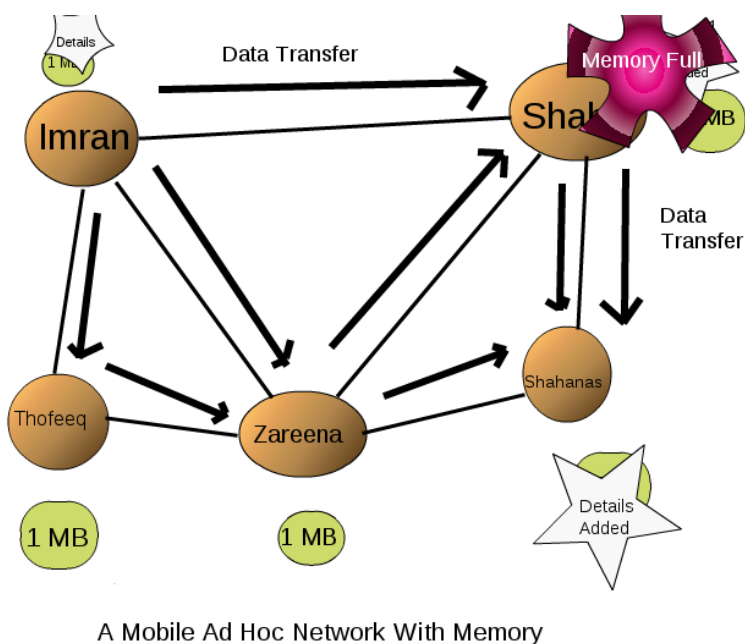 Details
1 MB
Data Transfer
Memory Full
Imran
Data
Transfer
Thofeeq
Zareena
Shahanas
1 MB
1 MB
Details
Added
A Mobile Ad Hoc Network With Memory